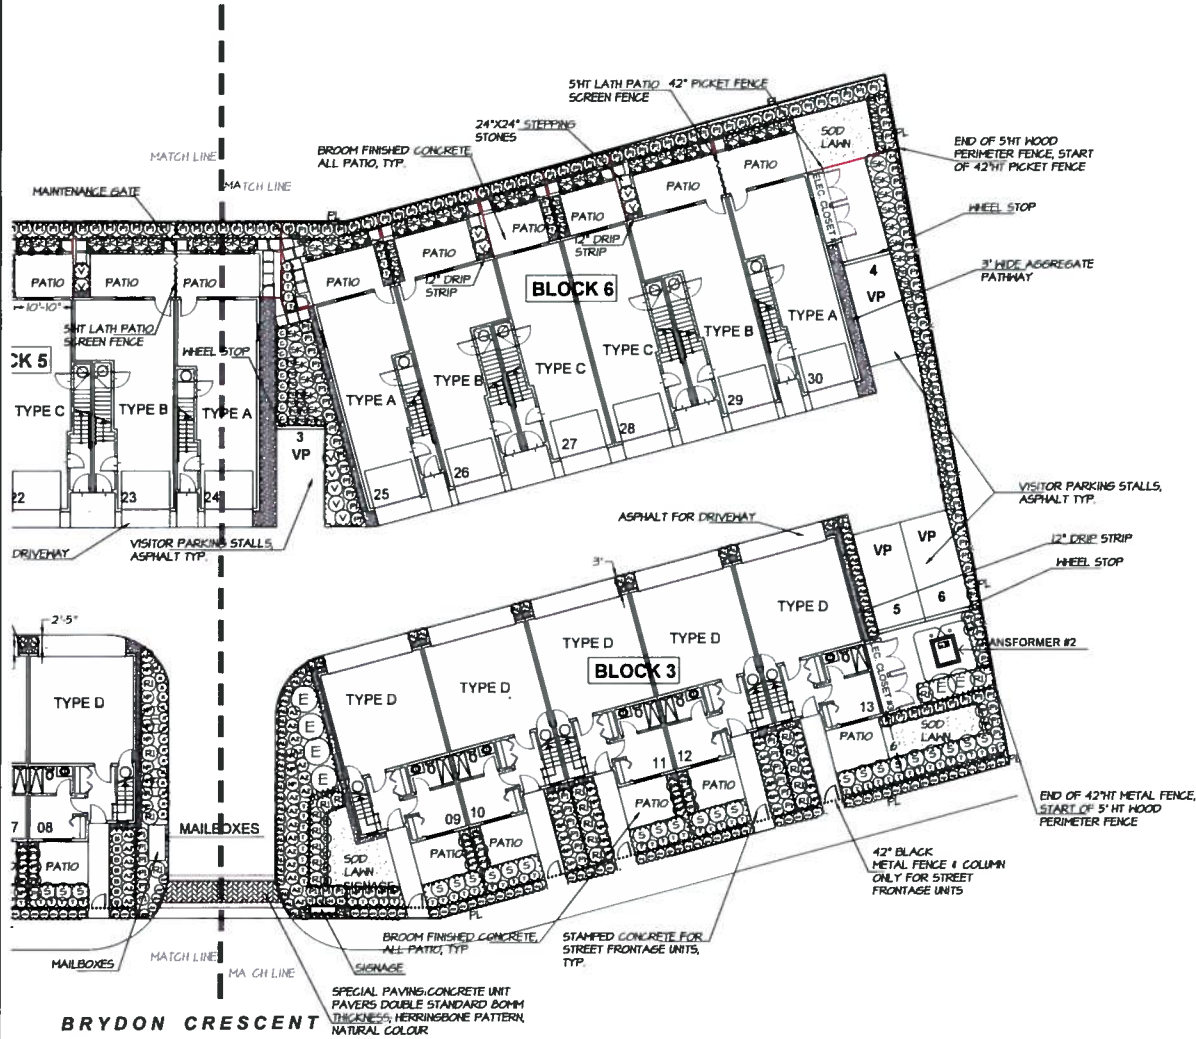 5'HT LATH PATIO
SCREEN FENCE
42" PICKET FENCE
24"X24" STEPPING
STONES
BROOM FINISHED CONCRETE,
ALL PATIO, TYP.
SOD
LAWN
PL
END OF 5'HT WOOD
PERIMETER FENCE, START
OF 42"HT PICKET FENCE
MATCH LINE
MATCH LINE
MAINTENANCE GATE
PL
PATIO
PATIO
PATIO
PATIO
PATIO
PATIO
12" DRIP
STRIP
ELEC CLOSET
WHEEL STOP
PATIO
PATIO
PATIO
PATIO
12" DRIP
STRIP
BLOCK 6
4
VP
3' WIDE AGGREGATE
PATHWAY
10'-10"
5'HT LATH PATIO
SCREEN FENCE
WHEEL STOP
CK 5
TYPE C
TYPE B
TYPE A
TYPE A
TYPE B
TYPE C
TYPE C
TYPE B
TYPE A
30
29
28
27
26
25
3
VP
22
23
24
DRIVEWAY
VISITOR PARKING STALLS,
ASPHALT TYP.
VISITOR PARKING STALLS,
ASPHALT TYP.
ASPHALT FOR DRIVEWAY
VP
VP
12" DRIP STRIP
WHEEL STOP
PL
3"
5
6
2'-5"
TYPE D
TYPE D
TYPE D
TYPE D
TYPE D
TYPE D
BLOCK 3
ELEC CLOSET
ANSFORMER #2
E
E
E
E
E
E
13
PATIO
6'
SOD
LAWN
PL
12
11
10
09
PATIO
PATIO
PATIO
PATIO
PL
END OF 42"HT METAL FENCE,
START OF 5' HT WOOD
PERIMETER FENCE
7
08
PATIO
MAILBOXES
SOD
LAWN
SIGNAGE
42" BLACK
METAL FENCE & COLUMN
ONLY FOR STREET
FRONTAGE UNITS
PL
BROOM FINISHED CONCRETE,
ALL PATIO, TYP
STAMPED CONCRETE FOR
STREET FRONTAGE UNITS,
TYP.
MAILBOXES
MATCH LINE
MA CH LINE
SIGNAGE
SPECIAL PAVING:CONCRETE UNIT
PAVERS DOUBLE STANDARD 80MM
THICKNESS, HERRINGBONE PATTERN,
NATURAL COLOUR
BRYDON CRESCENT